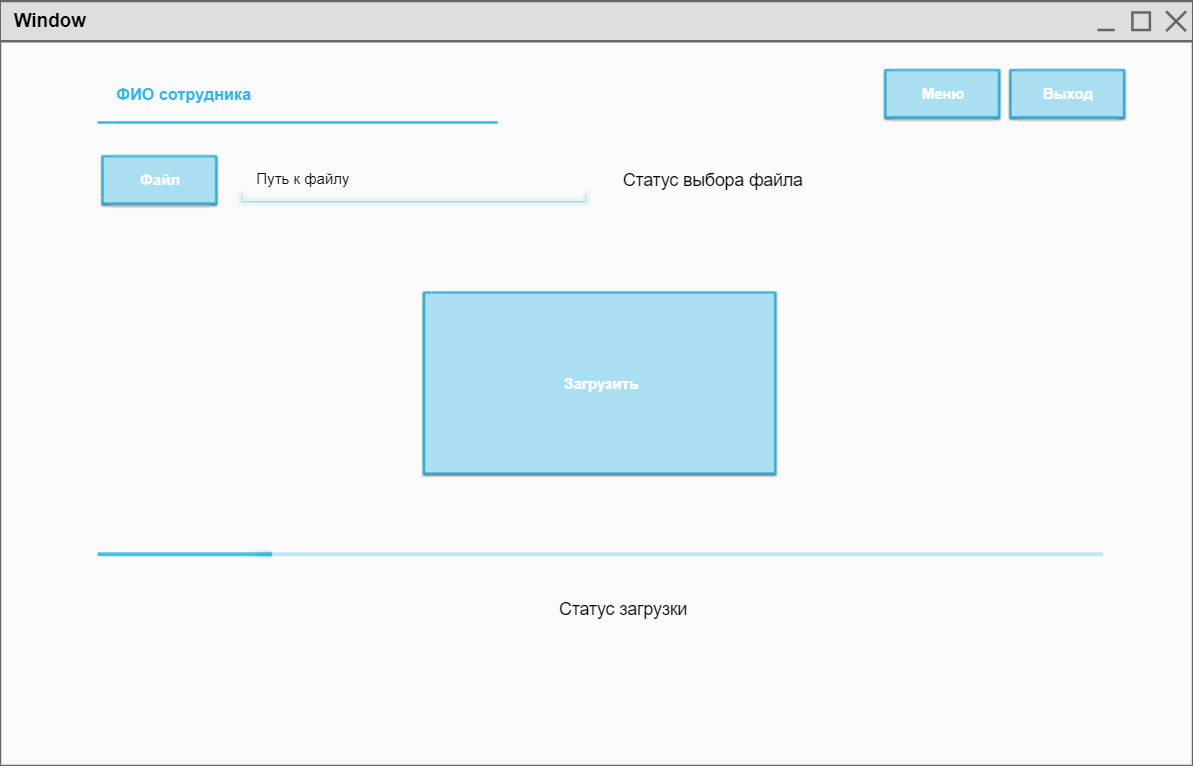 Window
ФИО сотрудника
Меню
Выход
Файл
Путь к файлу
Статус выбора файла
Загрузить
Статус загрузки